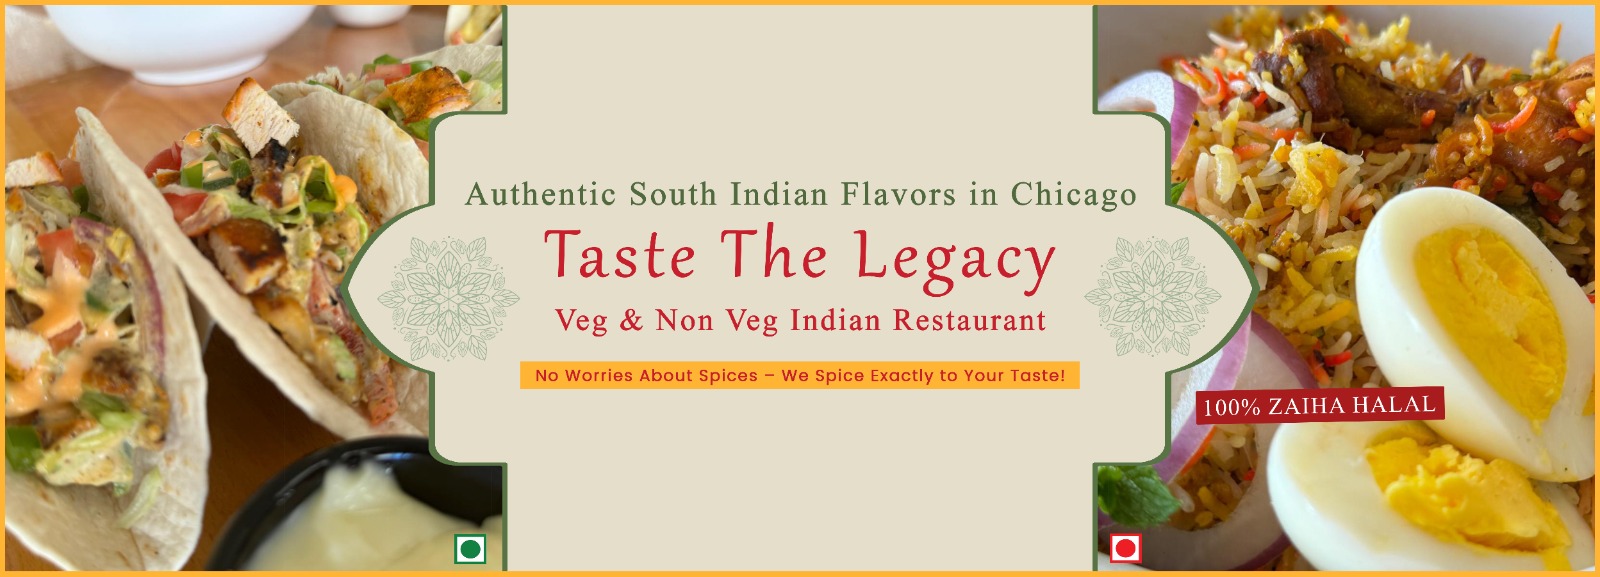 Authentic South Indian Flavors in Chicago
Taste The Legacy
Veg & Non Veg Indian Restaurant
No Worries About Spices – We Spice Exactly to Your Taste!
100% ZAIHA HALAL